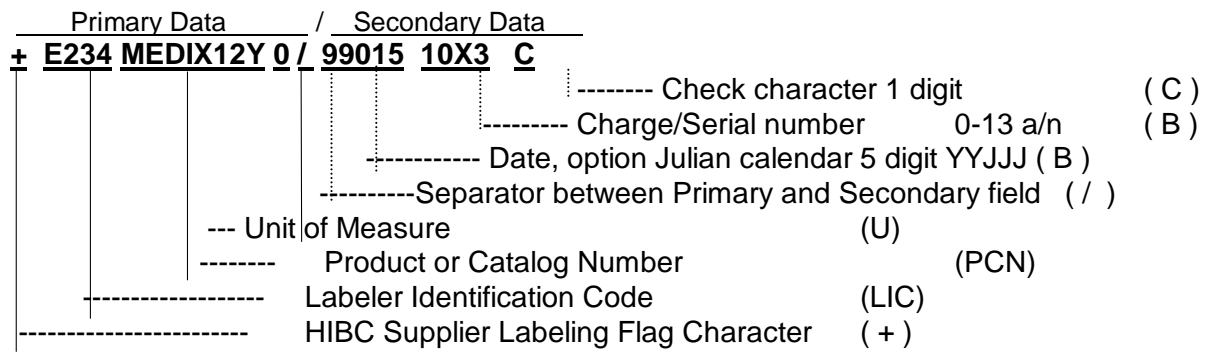 Primary Data / Secondary Data
+ E234 MEDIX12Y 0 / 99015 10X3 C
-------- Check character 1 digit ( C )
--------- Charge/Serial number 0-13 a/n ( B )
------------ Date, option Julian calendar 5 digit YYJJJ ( B )
----------Separator between Primary and Secondary field ( / )
--- Unit of Measure (U)
-------- Product or Catalog Number (PCN)
------------------ Labeler Identification Code (LIC)
----------------------- HIBC Supplier Labeling Flag Character ( + )